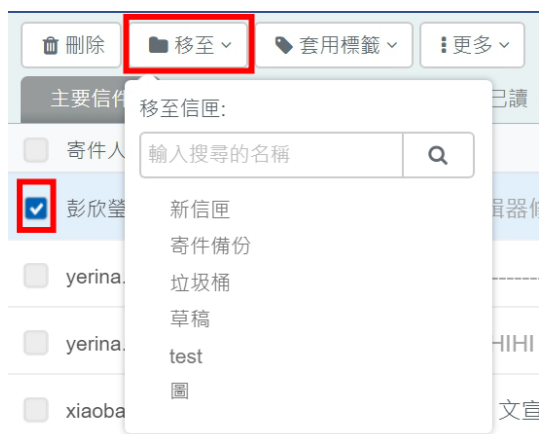 刪除 移至 套用標籤 更多
主要信件 已讀
移至信匣:
寄件人
輸入搜尋的名稱
彭欣瑩
新信匣
寄件備份
yerina.
垃圾桶
草稿
yerina. HIHI
test
圖
xiaoba 文宣